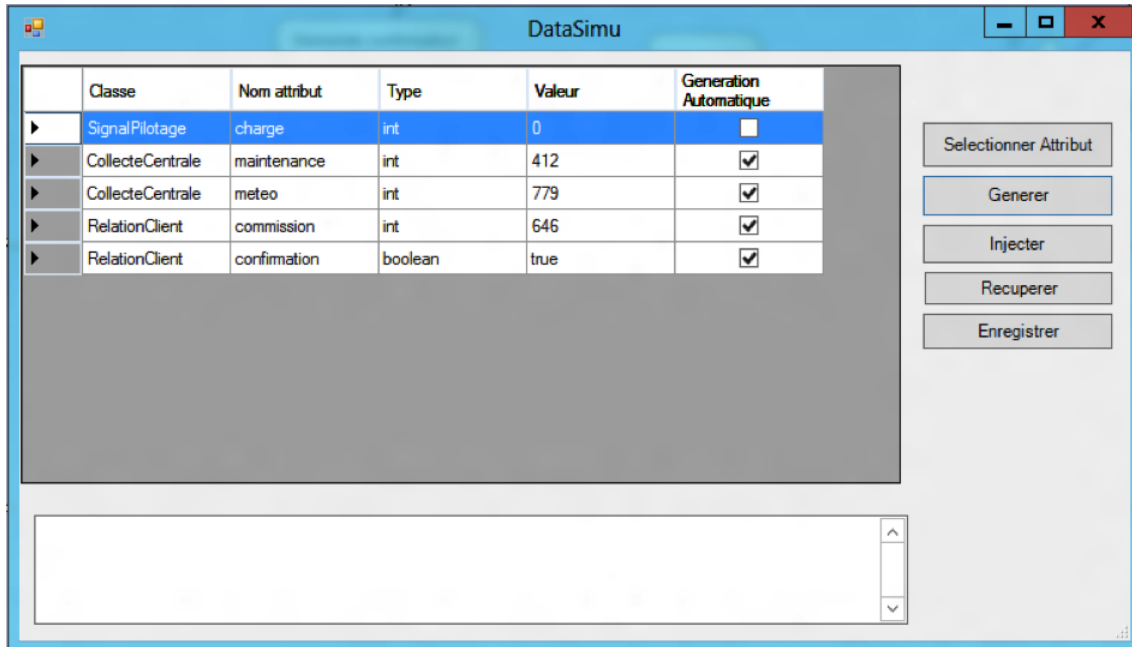 DataSimu
Classe Nom attribut Type Valeur Generation Automatique
SignalPilotage charge int 0
CollecteCentrale maintenance int 412
CollecteCentrale meteo int 779
RelationClient commission int 646
RelationClient confirmation boolean true
Selectionner Attribut
Generer
Injecter
Recuperer
Enregistrer